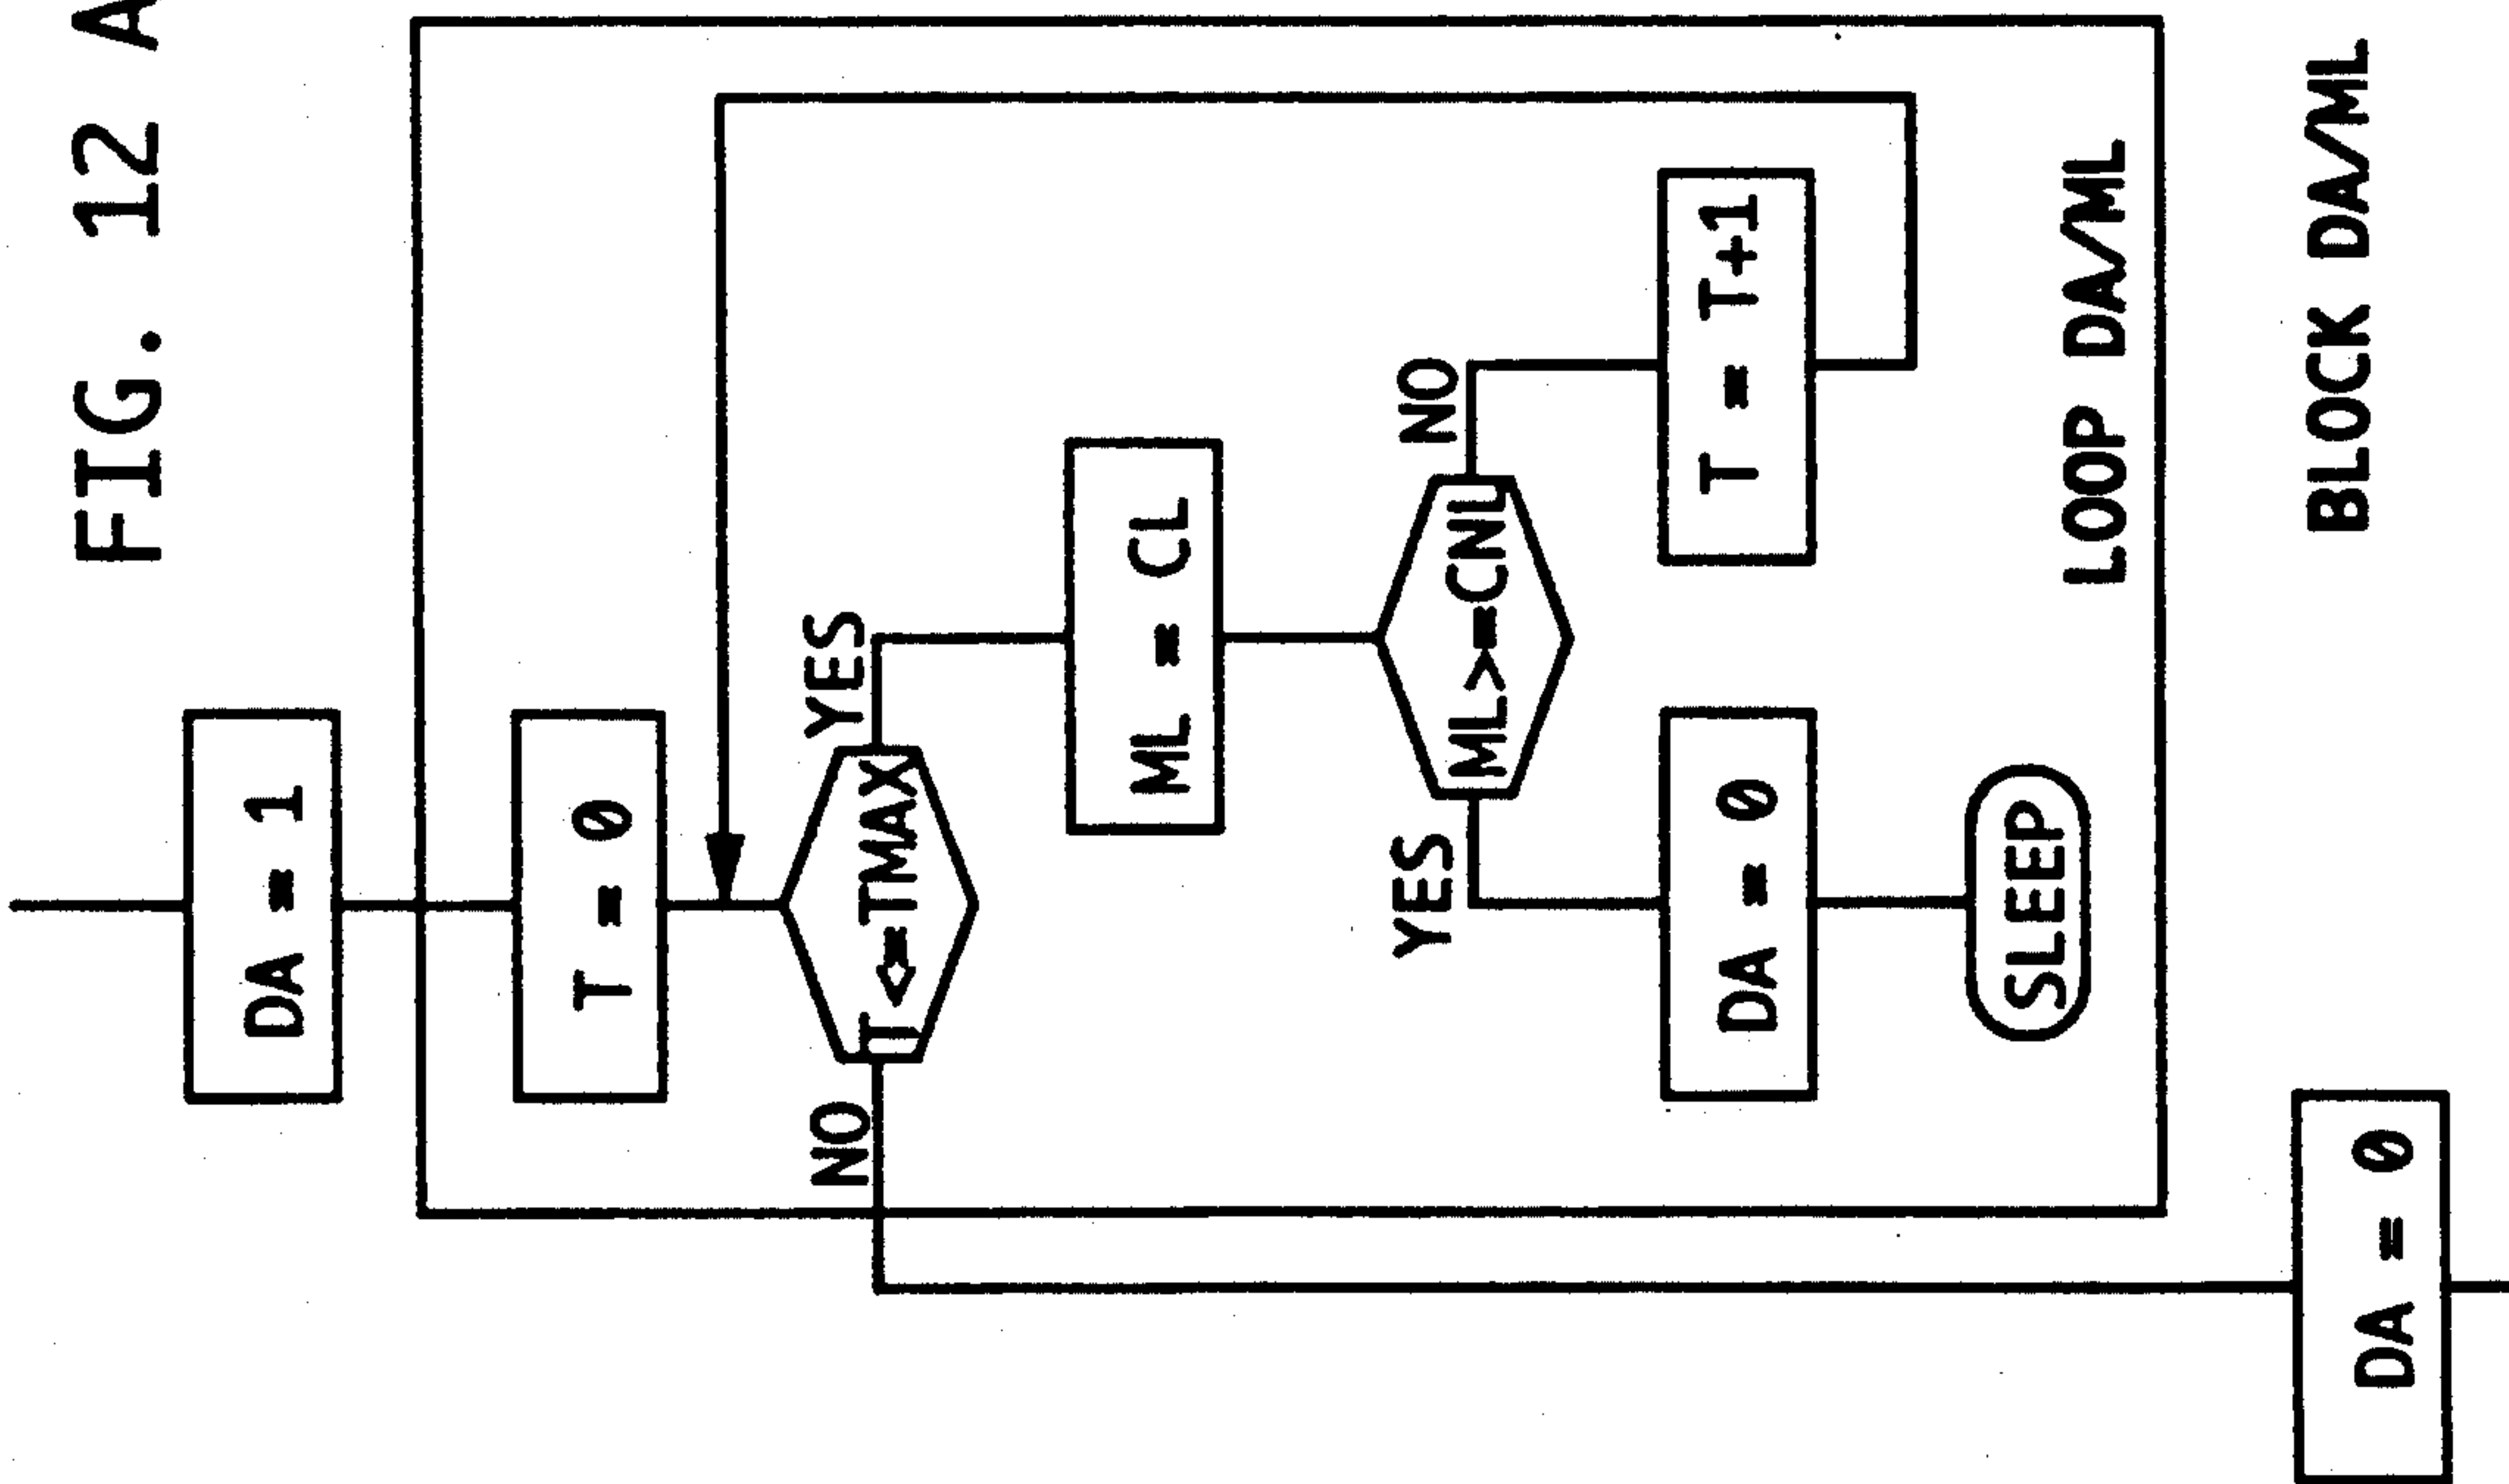 FIG. 12 A
DA = 1
T = 0
NO
T<=TMAX
YES
ML = CL
YES
ML>=CNL
NO
DA = 0
T = T+1
SLEEP
LOOP DA/ML
DA = 0
BLOCK DA/ML